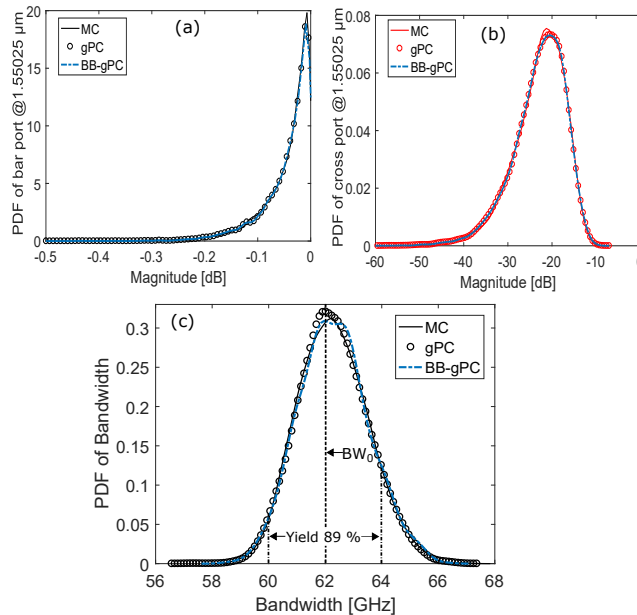 (a)
MC
gPC
BB-gPC
PDF of bar port @1.55025 µm
20
15
10
5
0
-0.5
-0.4
-0.3
-0.2
-0.1
0
Magnitude [dB]
(b)
MC
gPC
BB-gPC
PDF of cross port @1.55025 µm
0.08
0.06
0.04
0.02
0
-60
-50
-40
-30
-20
-10
0
Magnitude [dB]
(c)
MC
gPC
BB-gPC
PDF of Bandwidth
0.3
0.25
0.2
0.15
0.1
0.05
0
BW0
Yield 89 %
56
58
60
62
64
66
68
Bandwidth [GHz]